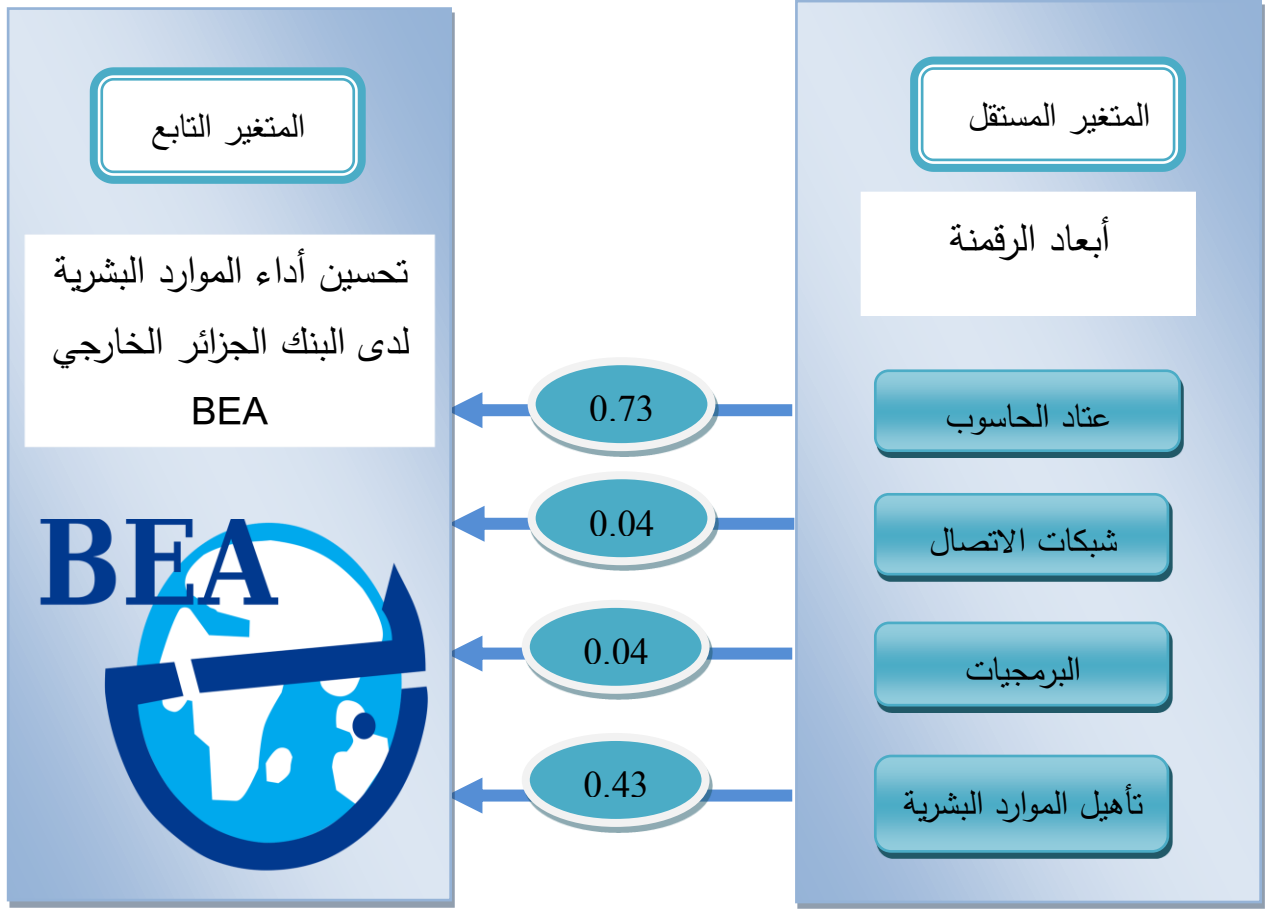 المتغير المستقل
أبعاد الرقمنة
عتاد الحاسوب
شبكات الاتصال
البرمجيات
تأهيل الموارد البشرية
0.73
0.04
0.04
0.43
المتغير التابع
تحسين أداء الموارد البشرية
لدى البنك الجزائر الخارجي
BEA
BEA